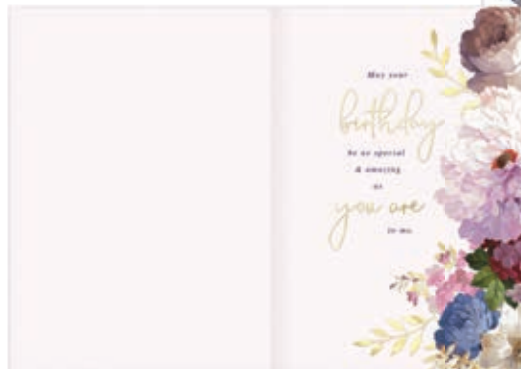 May your
birthday
be as special
& amazing
as
you are
to me.